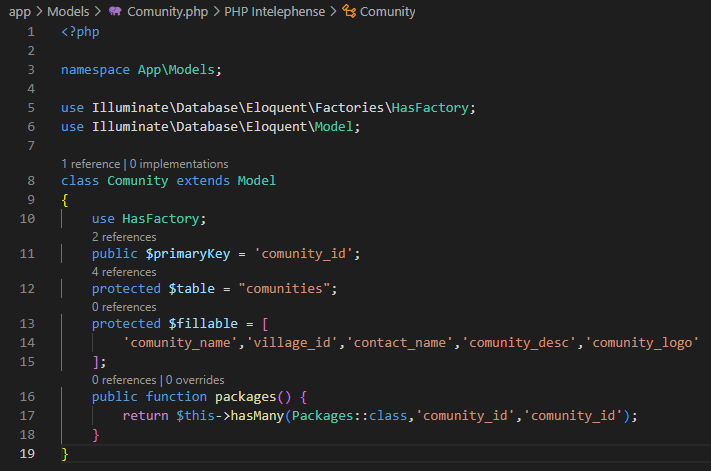 app > Models > Comunity.php > PHP Intelephense > Comunity
1 <?php
2
3 namespace App\Models;
4
5 use Illuminate\Database\Eloquent\Factories\HasFactory;
6 use Illuminate\Database\Eloquent\Model;
7
1 reference | 0 implementations
8 class Comunity extends Model
9 {
10     use HasFactory;
2 references
11     public $primaryKey = 'comunity_id';
4 references
12     protected $table = "comunities";
0 references
13     protected $fillable = [
14         'comunity_name','village_id','contact_name','comunity_desc','comunity_logo'
15     ];
0 references | 0 overrides
16     public function packages() {
17         return $this->hasMany(Packages::class,'comunity_id','comunity_id');
18     }
19 }